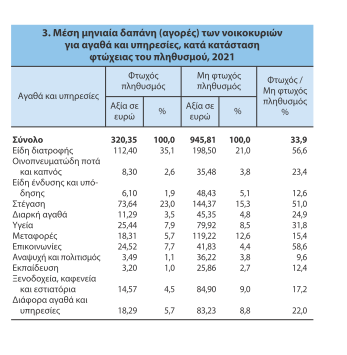 3. Μέση μηνιαία δαπάνη (αγορές) των νοικοκυριών
για αγαθά και υπηρεσίες, κατά κατάσταση
φτώχειας του πληθυσμού, 2021
Αγαθά και υπηρεσίες
Φτωχός πληθυσμός
Μη φτωχός πληθυσμός
Φτωχός / Μη φτωχός πληθυσμός %
Αξία σε ευρώ % Αξία σε ευρώ %
Σύνολο 320,35 100,0 945,81 100,0 33,9
Είδη διατροφής 112,40 35,1 198,50 21,0 56,6
Οινοπνευματώδη ποτά
και καπνός 8,30 2,6 35,48 3,8 23,4
Είδη ένδυσης και υπό-
δησης 6,10 1,9 48,43 5,1 12,6
Στέγαση 73,64 23,0 144,37 15,3 51,0
Διαρκή αγαθά 11,29 3,5 45,35 4,8 24,9
Υγεία 25,44 7,9 79,92 8,5 31,8
Μεταφορές 18,31 5,7 119,22 12,6 15,4
Επικοινωνίες 24,52 7,7 41,83 4,4 58,6
Αναψυχή και πολιτισμός 3,49 1,1 36,22 3,8 9,6
Εκπαίδευση 3,20 1,0 25,86 2,7 12,4
Ξενοδοχεία, καφενεία
και εστιατόρια 14,57 4,5 84,90 9,0 17,2
Διάφορα αγαθά και
υπηρεσίες 18,29 5,7 83,23 8,8 22,0